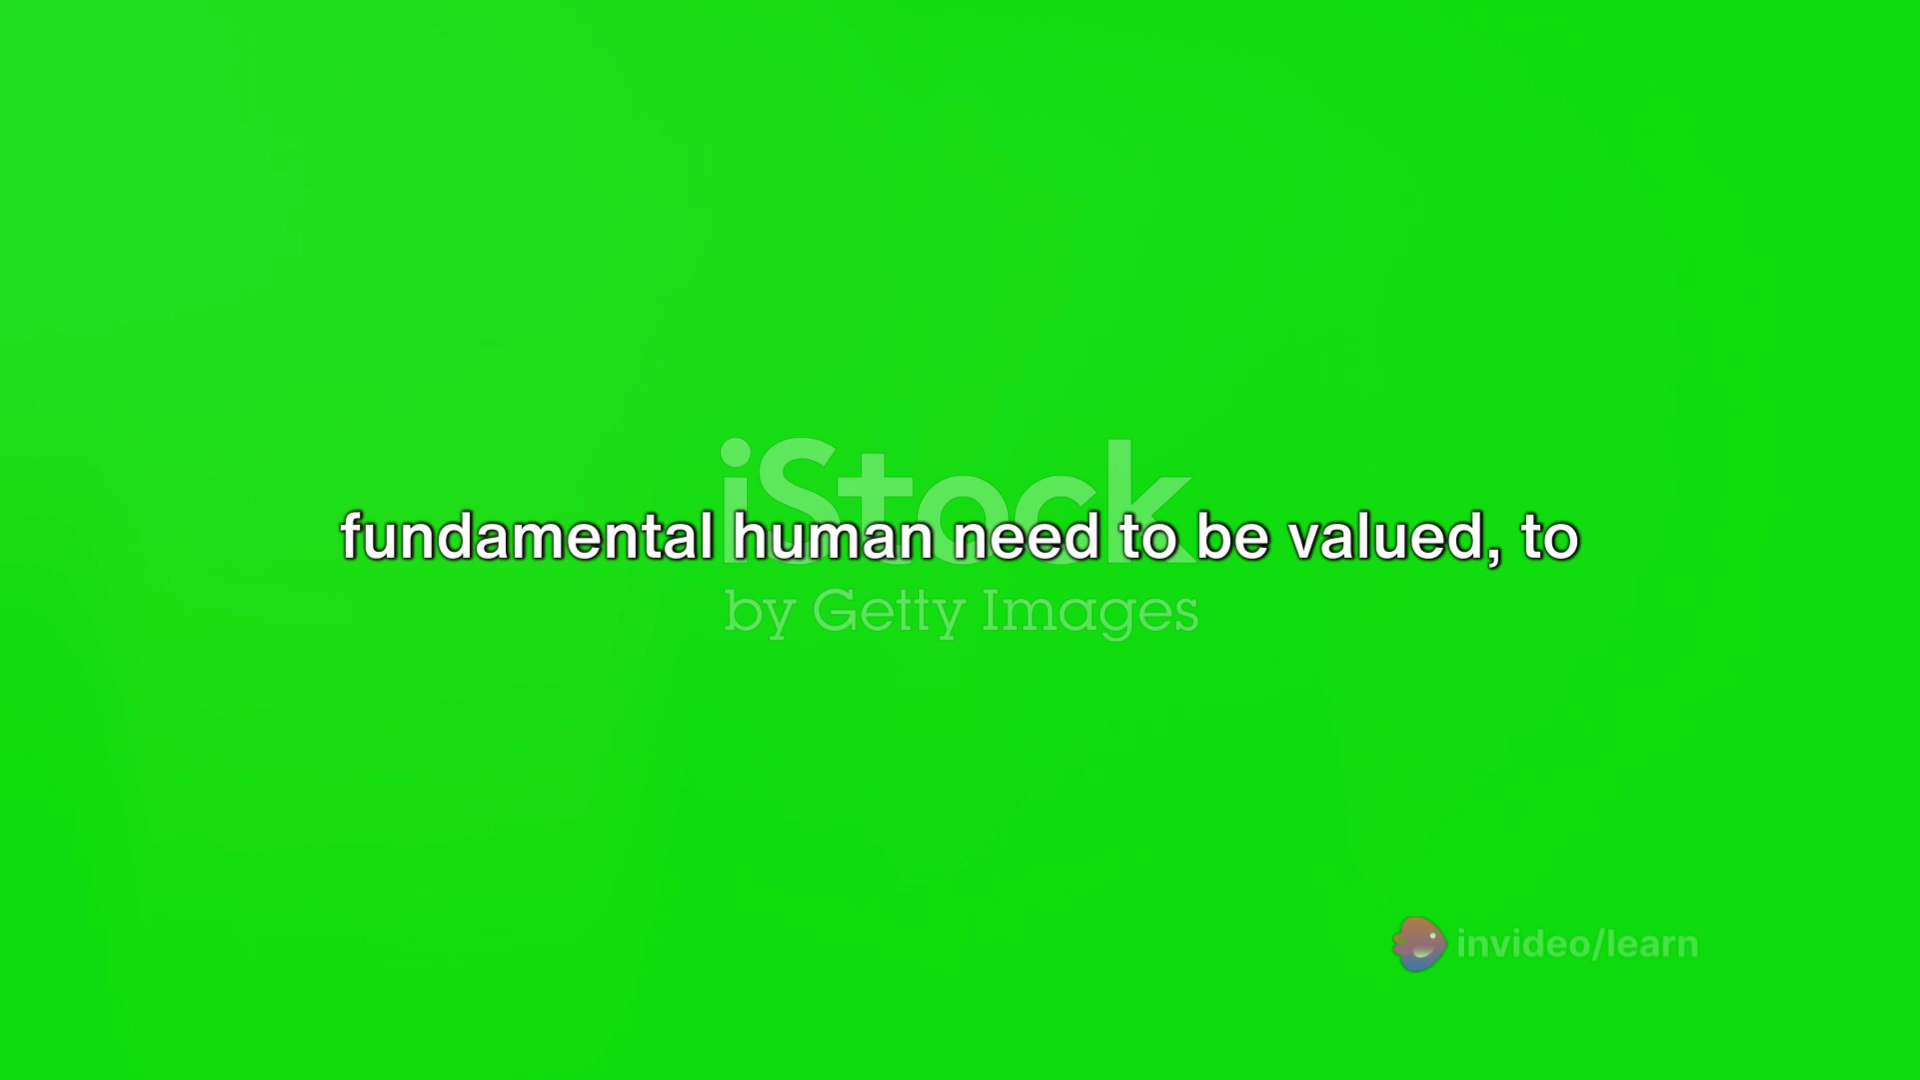 iStock
fundamental human need to be valued, to
by Getty Images
invideo/learn